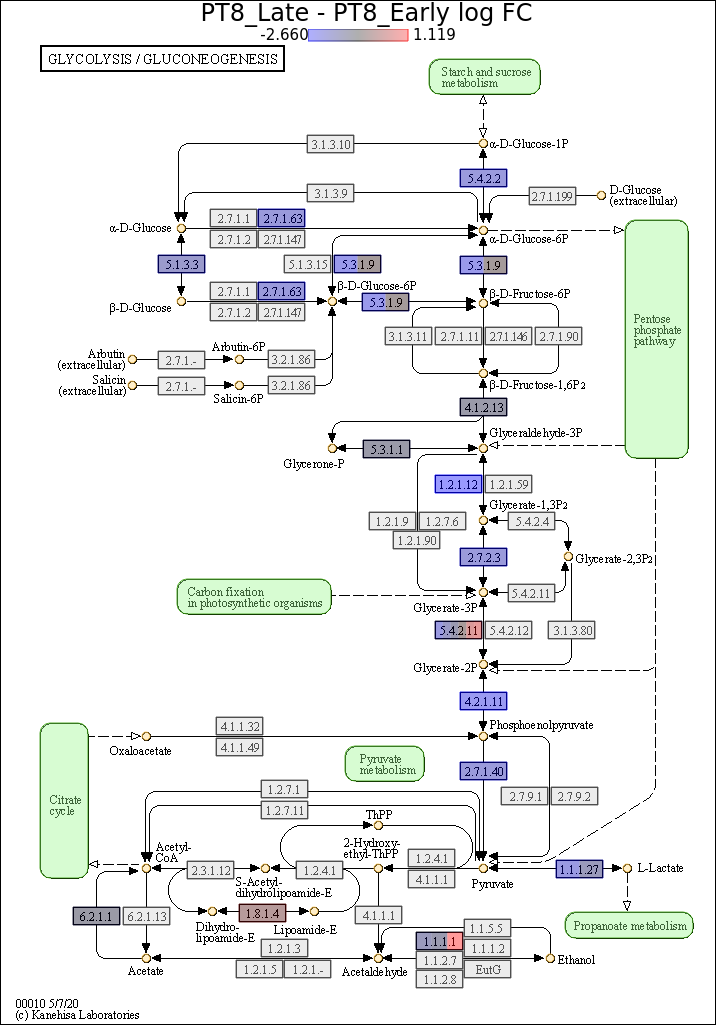 PT8_Late - PT8_Early log FC
-2.660 1.119
GLYCOLYSIS / GLUCONEOGENESIS
Starch and sucrose
metabolism
3.1.3.10
α-D-Glucose-1P
5.4.2.2
3.1.3.9
2.7.1.199
D-Glucose
(extracellular)
2.7.1.1 2.7.1.63
α-D-Glucose
2.7.1.2 2.7.1.147
α-D-Glucose-6P
5.1.3.3
5.1.3.15 5.3.1.9
5.3.1.9
2.7.1.1 2.7.1.63
β-D-Glucose-6P
β-D-Fructose-6P
5.3.1.9
β-D-Glucose
2.7.1.2 2.7.1.147
Pentose
phosphate
pathway
3.1.3.11 2.7.1.11 2.7.1.146 2.7.1.90
Arbutin
(extracellular)
2.7.1.-
Arbutin-6P
3.2.1.86
Salicin
(extracellular)
2.7.1.-
Salicin-6P
3.2.1.86
β-D-Fructose-1,6P2
4.1.2.13
Glyceraldehyde-3P
5.3.1.1
Glycerone-P
1.2.1.12 1.2.1.59
Glycerate-1,3P2
1.2.1.9 1.2.7.6
5.4.2.4
1.2.1.90
2.7.2.3
Glycerate-2,3P2
Carbon fixation
in photosynthetic organisms
5.4.2.11
Glycerate-3P
5.4.2.11 5.4.2.12 3.1.3.80
Glycerate-2P
4.2.1.11
Phosphoenolpyruvate
4.1.1.32
Oxaloacetate
4.1.1.49
Pyruvate
metabolism
2.7.1.40
Citrate
cycle
1.2.7.1
2.7.9.1 2.7.9.2
1.2.7.11
ThPP
Acetyl-
CoA
2-Hydroxy-
ethyl-ThPP
2.3.1.12
1.2.4.1
1.2.4.1
4.1.1.1
Pyruvate
1.1.1.27
L-Lactate
S-Acetyl-
dihydrolipoamide-E
6.2.1.1 6.2.1.13
1.8.1.4
Dihydro-
lipoamide-E
Lipoamide-E
4.1.1.1
Propanoate metabolism
1.1.5.5
1.1.1.1
1.1.1.2
1.2.1.3
1.1.2.7
Ethanol
Acetate
1.2.1.5 1.2.1.-
Acetaldehyde
EutG
1.1.2.8
00010 5/7/20
(c) Kanehisa Laboratories